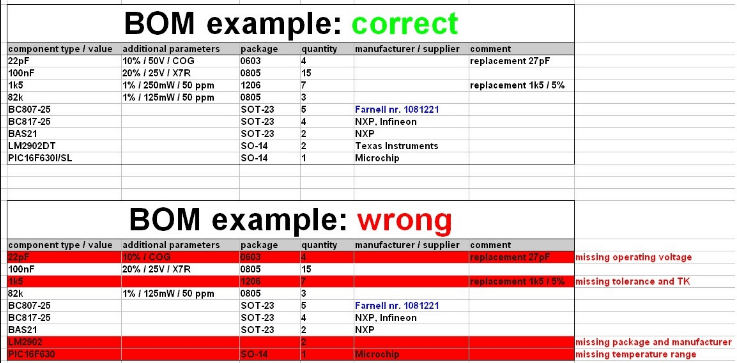 BOM example: correct
component type / value additional parameters package quantity manufacturer / supplier comment
22pF 10% / 50V / COG 0603 4 replacement 27pF
100nF 20% / 25V / X7R 0805 15
1k5 1% / 250mW / 50 ppm 1206 7 replacement 1k5 / 5%
82k 1% / 125mW / 50 ppm 0805 3
BC807-25 SOT-23 5 Farnell nr. 1081221
BC817-25 SOT-23 4 NXP, Infineon
BAS21 SOT-23 2 NXP
LM2902DT SO-14 2 Texas Instruments
PIC16F630I/SL SO-14 1 Microchip
BOM example: wrong
component type / value additional parameters package quantity manufacturer / supplier comment
22pF 10% / COG 0603 4 replacement 27pF missing operating voltage
100nF 20% / 25V / X7R 0805 15
1k5 1206 7 replacement 1k5 / 5% missing tolerance and TK
82k 1% / 125mW / 50 ppm 0805 3
BC807-25 SOT-23 5 Farnell nr. 1081221
BC817-25 SOT-23 4 NXP, Infineon
BAS21 SOT-23 2 NXP
LM2902 2 missing package and manufacturer
PIC16F630 SO-14 1 Microchip missing temperature range